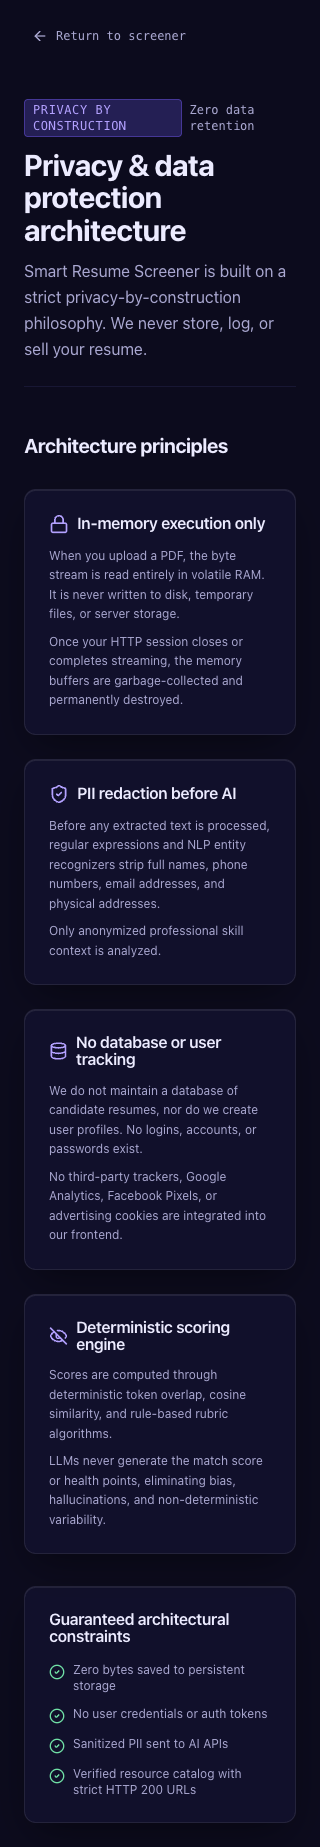 Return to screener
PRIVACY BY
CONSTRUCTION
Zero data
retention
Privacy & data
protection
architecture
Smart Resume Screener is built on a
strict privacy-by-construction
philosophy. We never store, log, or
sell your resume.
Architecture principles
In-memory execution only
When you upload a PDF, the byte
stream is read entirely in volatile RAM.
It is never written to disk, temporary
files, or server storage.
Once your HTTP session closes or
completes streaming, the memory
buffers are garbage-collected and
permanently destroyed.
PII redaction before AI
Before any extracted text is processed,
regular expressions and NLP entity
recognizers strip full names, phone
numbers, email addresses, and
physical addresses.
Only anonymized professional skill
context is analyzed.
No database or user
tracking
We do not maintain a database of
candidate resumes, nor do we create
user profiles. No logins, accounts, or
passwords exist.
No third-party trackers, Google
Analytics, Facebook Pixels, or
advertising cookies are integrated into
our frontend.
Deterministic scoring
engine
Scores are computed through
deterministic token overlap, cosine
similarity, and rule-based rubric
algorithms.
LLMs never generate the match score
or health points, eliminating bias,
hallucinations, and non-deterministic
variability.
Guaranteed architectural
constraints
Zero bytes saved to persistent
storage
No user credentials or auth tokens
Sanitized PII sent to AI APIs
Verified resource catalog with
strict HTTP 200 URLs